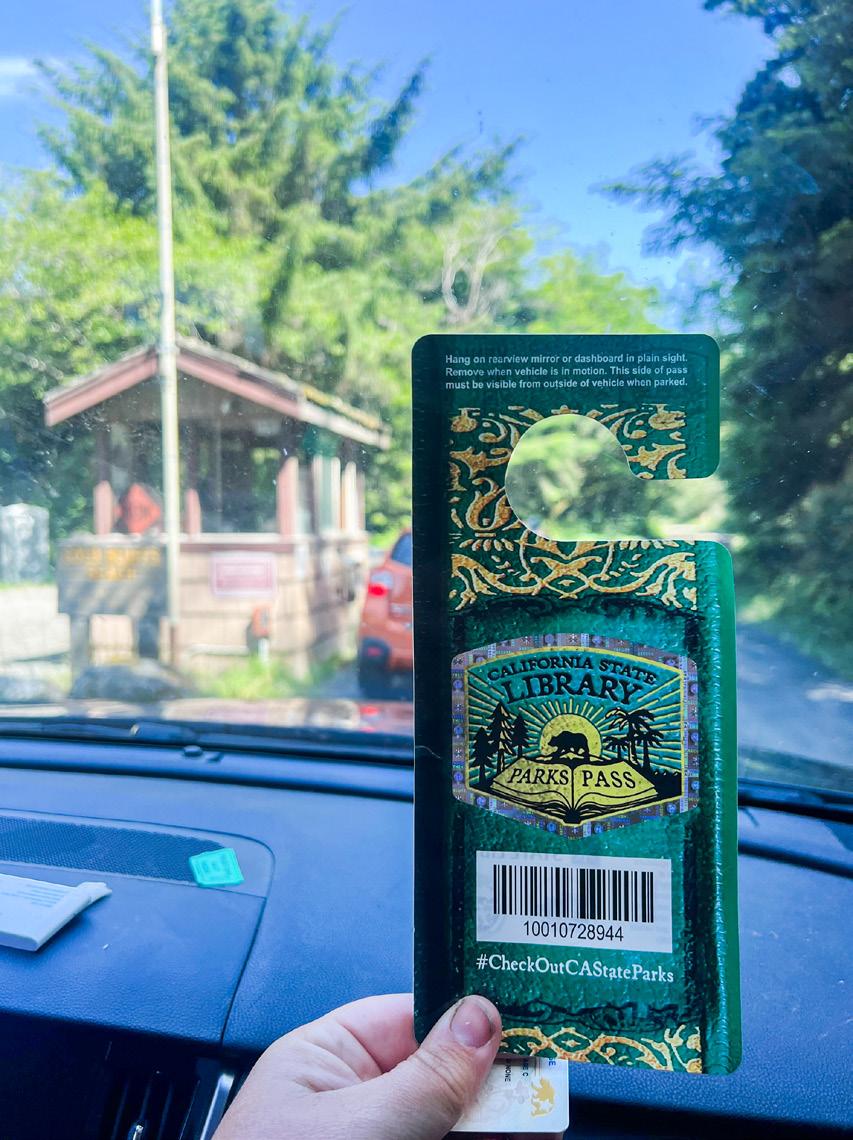 Hang on rearview mirror or dashboard in plain sight.
Remove when vehicle is in motion. This side of pass
must be visible from outside of vehicle when parked.
CALIFORNIA STATE
LIBRARY
PARKS PASS
10010728944
#CheckOutCAStateParks
NONE